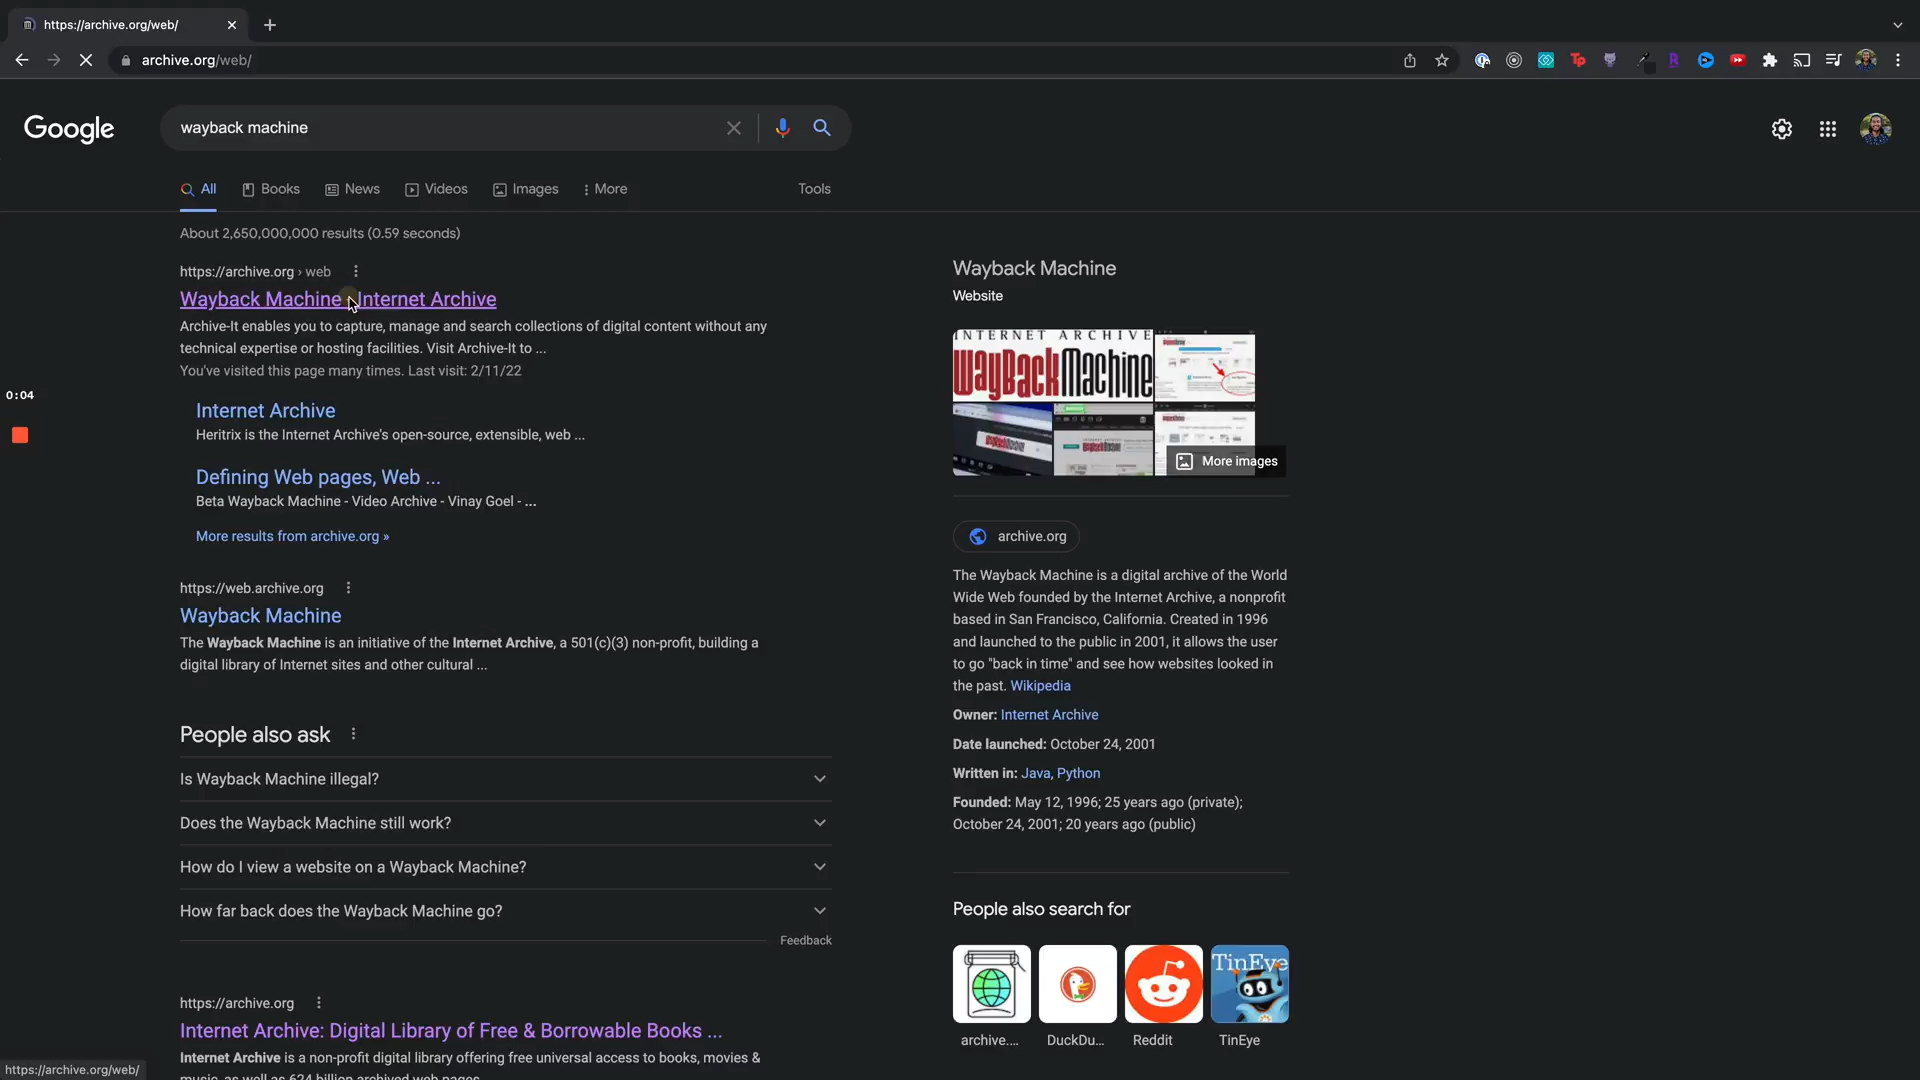 https://archive.org/web/
archive.org/web/
Google
wayback machine
All
Books
News
Videos
Images
More
Tools
About 2,650,000,000 results (0.59 seconds)
https://archive.org › web
Wayback Machine - Internet Archive
Archive-It enables you to capture, manage and search collections of digital content without any
technical expertise or hosting facilities. Visit Archive-It to ...
You've visited this page many times. Last visit: 2/11/22
0:04
Internet Archive
Heritrix is the Internet Archive's open-source, extensible, web ...
Defining Web pages, Web ...
Beta Wayback Machine - Video Archive - Vinay Goel - ...
More results from archive.org »
https://web.archive.org
Wayback Machine
The Wayback Machine is an initiative of the Internet Archive, a 501(c)(3) non-profit, building a
digital library of Internet sites and other cultural ...
People also ask
Is Wayback Machine illegal?
Does the Wayback Machine still work?
How do I view a website on a Wayback Machine?
How far back does the Wayback Machine go?
Feedback
https://archive.org
Internet Archive: Digital Library of Free & Borrowable Books ...
Internet Archive is a non-profit digital library offering free universal access to books, movies &
music, as well as 624 billion archived web pages.
https://archive.org/web/
Wayback Machine
Website
INTERNET ARCHIVE
WayBackMachine
More images
archive.org
The Wayback Machine is a digital archive of the World
Wide Web founded by the Internet Archive, a nonprofit
based in San Francisco, California. Created in 1996
and launched to the public in 2001, it allows the user
to go "back in time" and see how websites looked in
the past. Wikipedia
Owner: Internet Archive
Date launched: October 24, 2001
Written in: Java, Python
Founded: May 12, 1996; 25 years ago (private);
October 24, 2001; 20 years ago (public)
People also search for
TinEye
archive....
DuckDu...
Reddit
TinEye